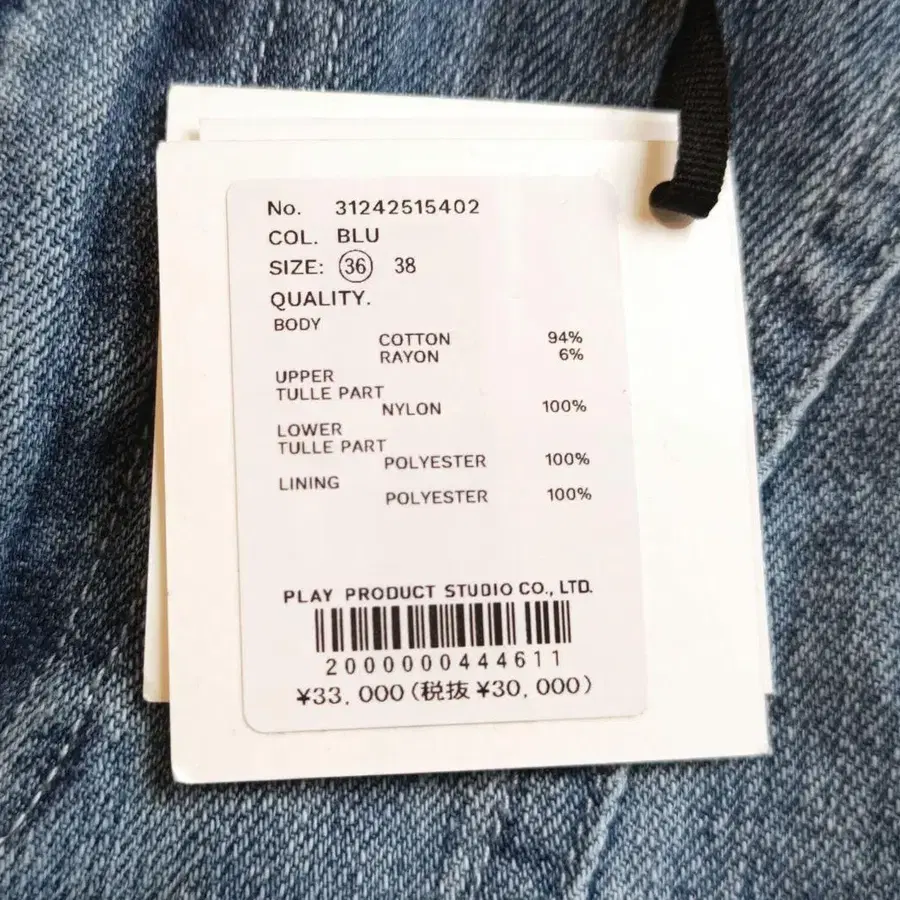 No. 31242515402
COL. BLU
SIZE: 36 38
QUALITY.
BODY
COTTON 94%
RAYON 6%
UPPER
TULLE PART
NYLON 100%
LOWER
TULLE PART
POLYESTER 100%
LINING
POLYESTER 100%
PLAY PRODUCT STUDIO CO., LTD.
2000000444611
¥33,000(税抜¥30,000)